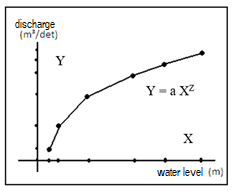 discharge
(m³/det)
Y
Y = a X^Z
X
water level (m)